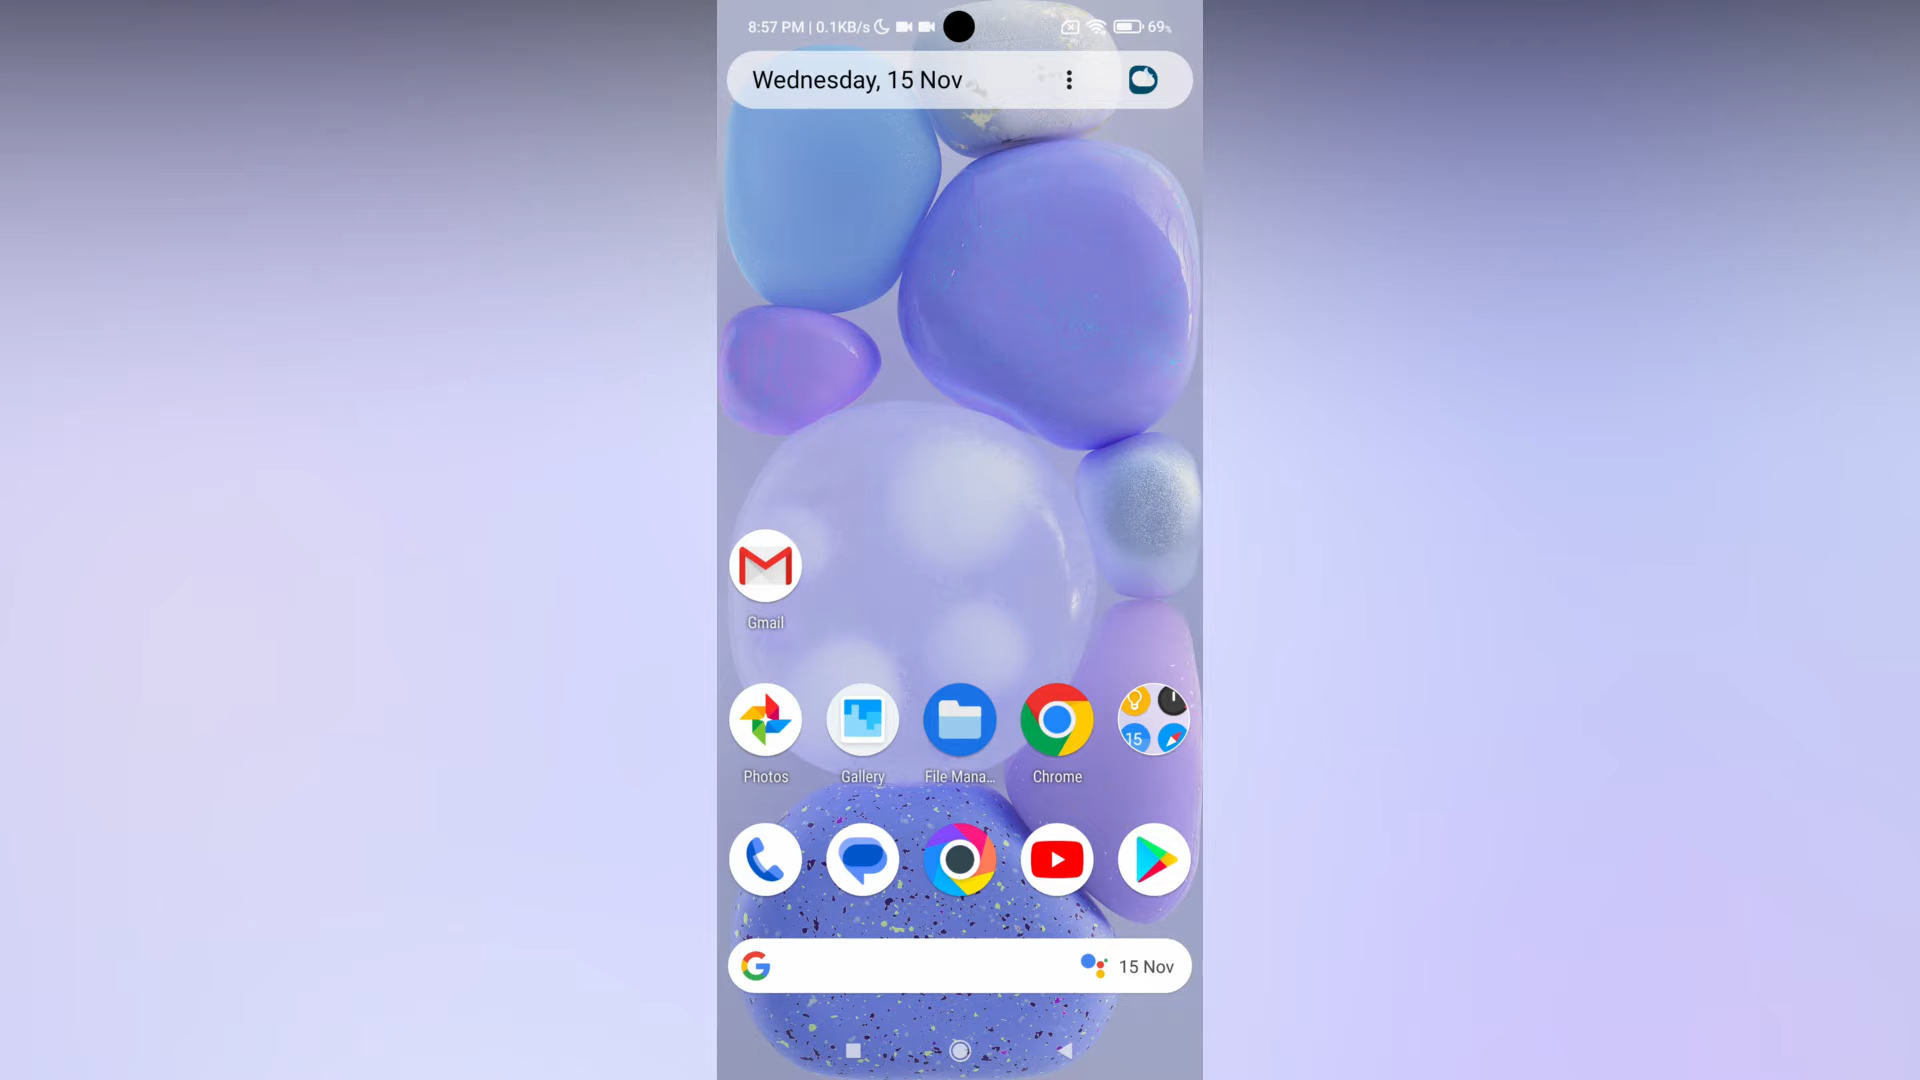 8:57 PM | 0.1KB/s 69%
Wednesday, 15 Nov
Gmail
15
Photos Gallery File Mana... Chrome
G 15 Nov